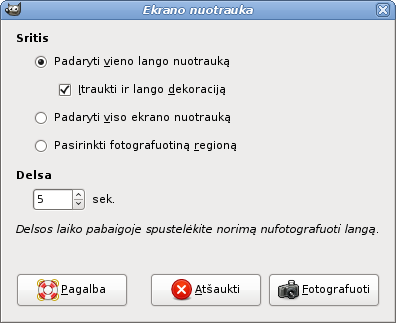 Ekrano nuotrauka
Sritis
Padaryti vieno lango nuotrauką
Įtraukti ir lango dekoraciją
Padaryti viso ekrano nuotrauką
Pasirinkti fotografuotiną regioną
Delsa
5 sek.
Delsos laiko pabaigoje spustelėkite norimą nufotografuoti langą.
Pagalba Atšaukti Fotografuoti